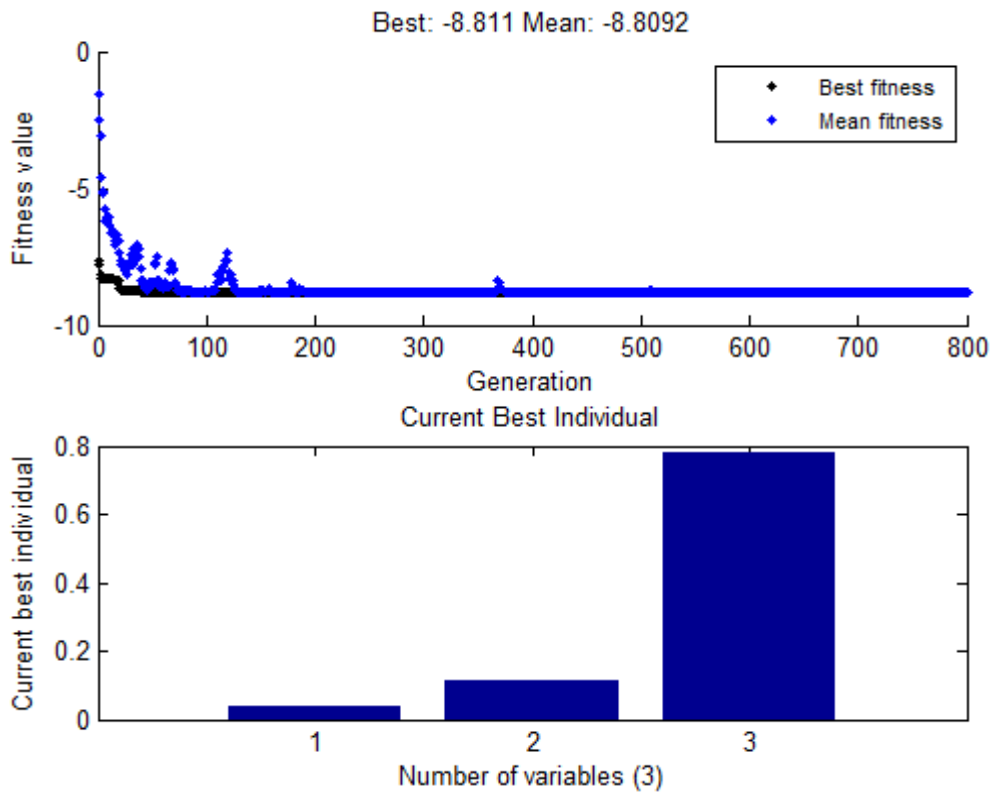 Best: -8.811 Mean: -8.8092
0
-5
-10
Fitness value
Best fitness
Mean fitness
0 100 200 300 400 500 600 700 800
Generation
Current Best Individual
0.8
0.6
0.4
0.2
0
Current best individual
1 2 3
Number of variables (3)